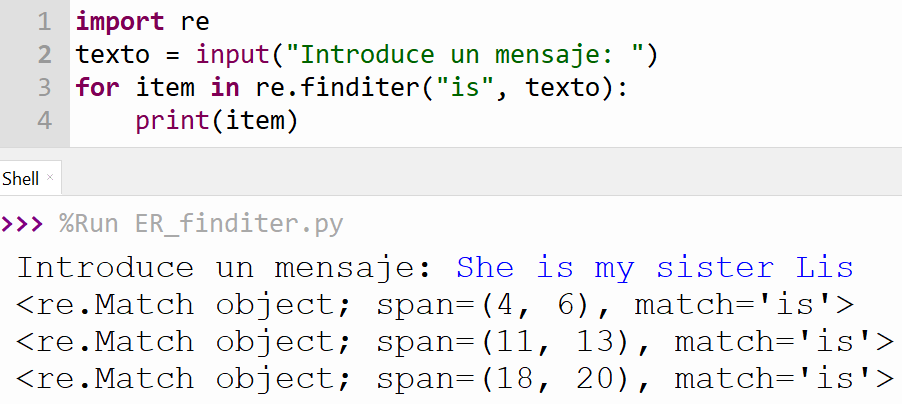 1 import re
2 texto = input("Introduce un mensaje: ")
3 for item in re.finditer("is", texto):
4     print(item)
Shell ×
>>> %Run ER_finditer.py
Introduce un mensaje: She is my sister Lis
<re.Match object; span=(4, 6), match='is'>
<re.Match object; span=(11, 13), match='is'>
<re.Match object; span=(18, 20), match='is'>